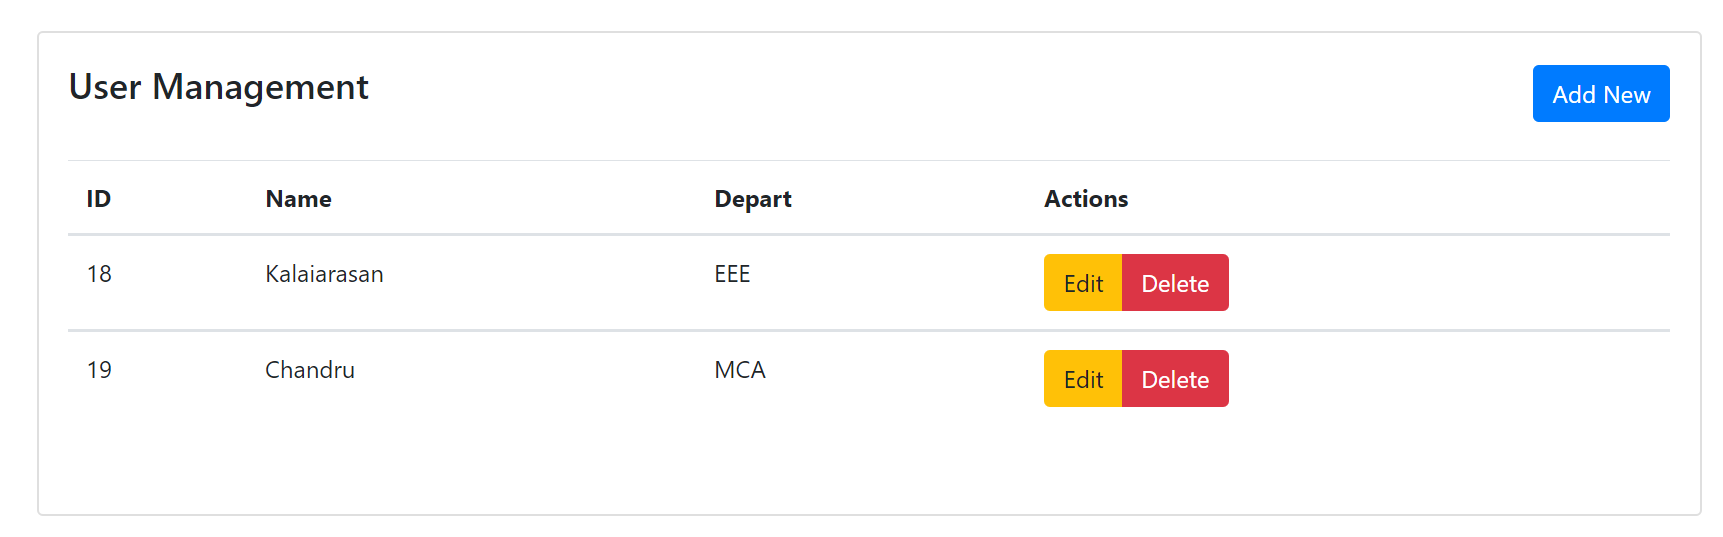 User Management
Add New
ID Name Depart Actions
18 Kalaiarasan EEE Edit Delete
19 Chandru MCA Edit Delete